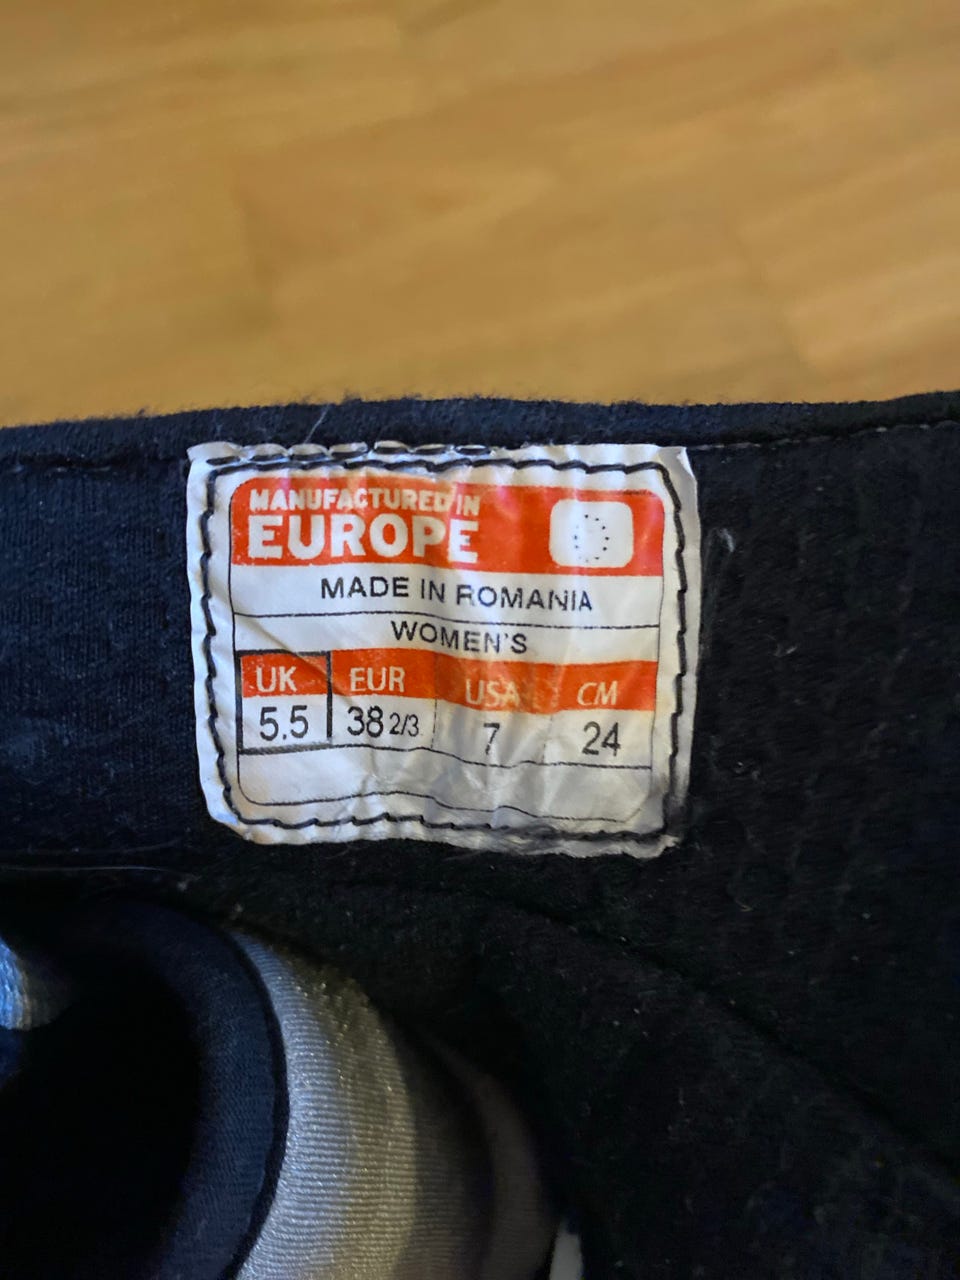 MANUFACTURED IN
EUROPE
MADE IN ROMANIA
WOMEN'S
UK EUR USA CM
5.5 38 2/3 7 24